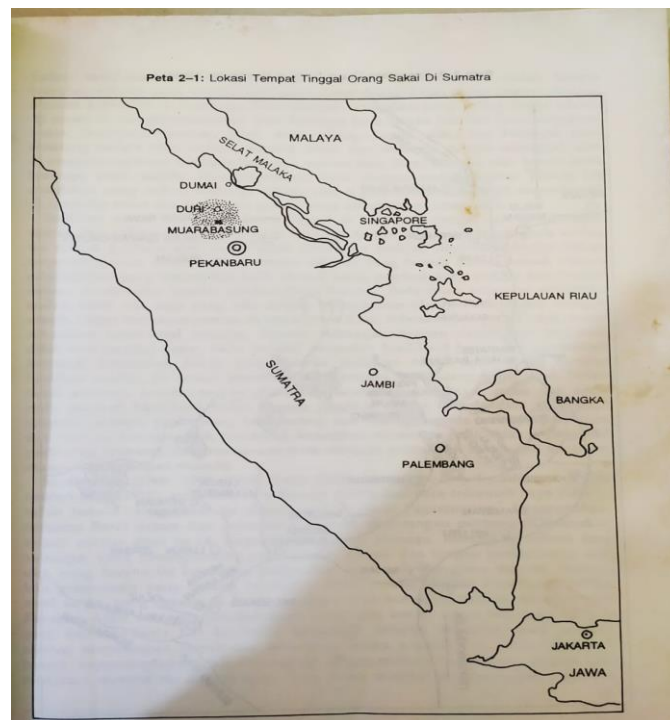 Peta 2–1: Lokasi Tempat Tinggal Orang Sakai Di Sumatra
MALAYA
SELAT MALAKA
DUMAI
DURI
MUARABASUNG
PEKANBARU
SINGAPORE
KEPULAUAN RIAU
SUMATRA
JAMBI
BANGKA
PALEMBANG
JAKARTA
JAWA